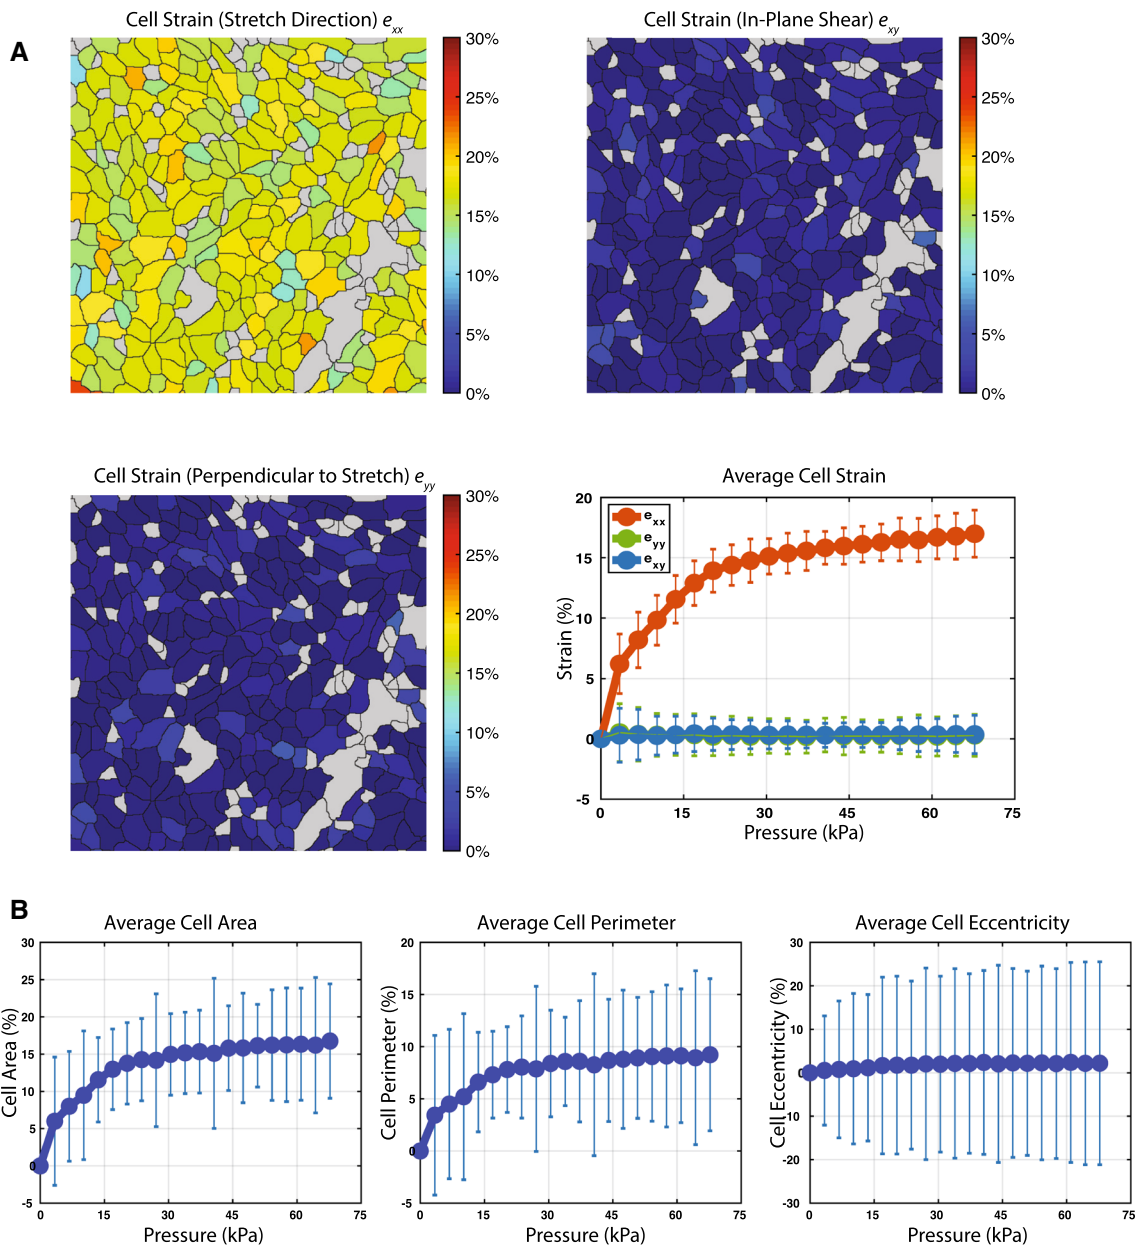 A
Cell Strain (Stretch Direction) exx
30%
25%
20%
15%
10%
5%
0%
Cell Strain (In-Plane Shear) exy
30%
25%
20%
15%
10%
5%
0%
Cell Strain (Perpendicular to Stretch) eyy
30%
25%
20%
15%
10%
5%
0%
Average Cell Strain
exx
eyy
exy
Strain (%)
20
15
10
5
0
-5
0 15 30 45 60 75
Pressure (kPa)
B
Average Cell Area
Cell Area (%)
30
25
20
15
10
5
0
-5
0 15 30 45 60 75
Pressure (kPa)
Average Cell Perimeter
Cell Perimeter (%)
20
15
10
5
0
-5
0 15 30 45 60 75
Pressure (kPa)
Average Cell Eccentricity
Cell Eccentricity (%)
30
20
10
0
-10
-20
-30
0 15 30 45 60 75
Pressure (kPa)